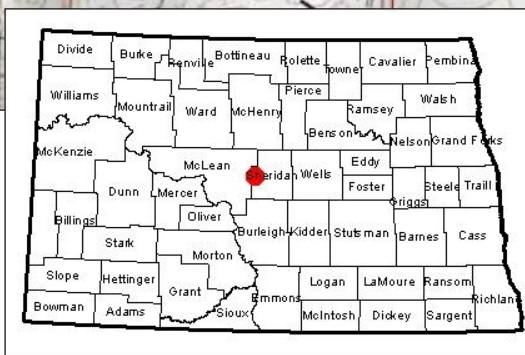 Divide Burke Renville Bottineau Rolette Towner Cavalier Pembina
Williams Mountrail Ward McHenry Pierce Ramsey Walsh
Benson Nelson Grand Forks
McKenzie McLean Sheridan Wells Eddy
Dunn Mercer Foster Griggs Steele Traill
Billings Oliver Burleigh Kidder Stutsman Barnes Cass
Stark Morton
Slope Hettinger Grant Emmons Logan LaMoure Ransom Richland
Bowman Adams Sioux McIntosh Dickey Sargent